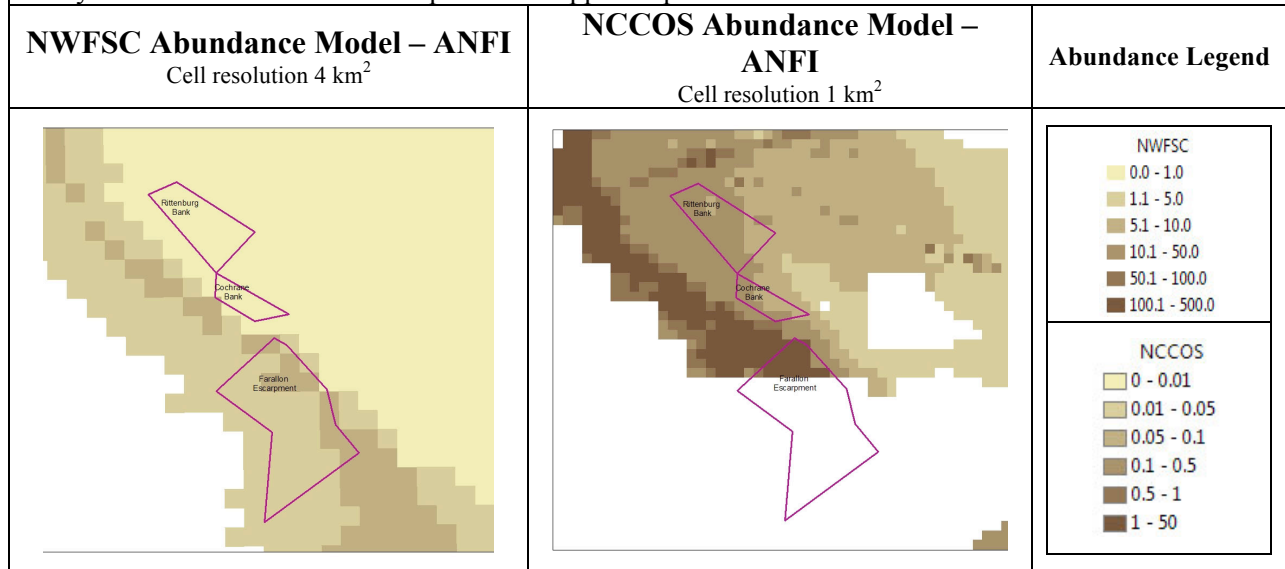 NWFSC Abundance Model – ANFI
Cell resolution 4 km²
NCCOS Abundance Model –
ANFI
Cell resolution 1 km²
Abundance Legend
Rittenburg
Bank
Cochrane
Bank
Farallon
Escarpment
Rittenburg
Bank
Cochrane
Bank
Farallon
Escarpment
NWFSC
0.0 - 1.0
1.1 - 5.0
5.1 - 10.0
10.1 - 50.0
50.1 - 100.0
100.1 - 500.0
NCCOS
0 - 0.01
0.01 - 0.05
0.05 - 0.1
0.1 - 0.5
0.5 - 1
1 - 50